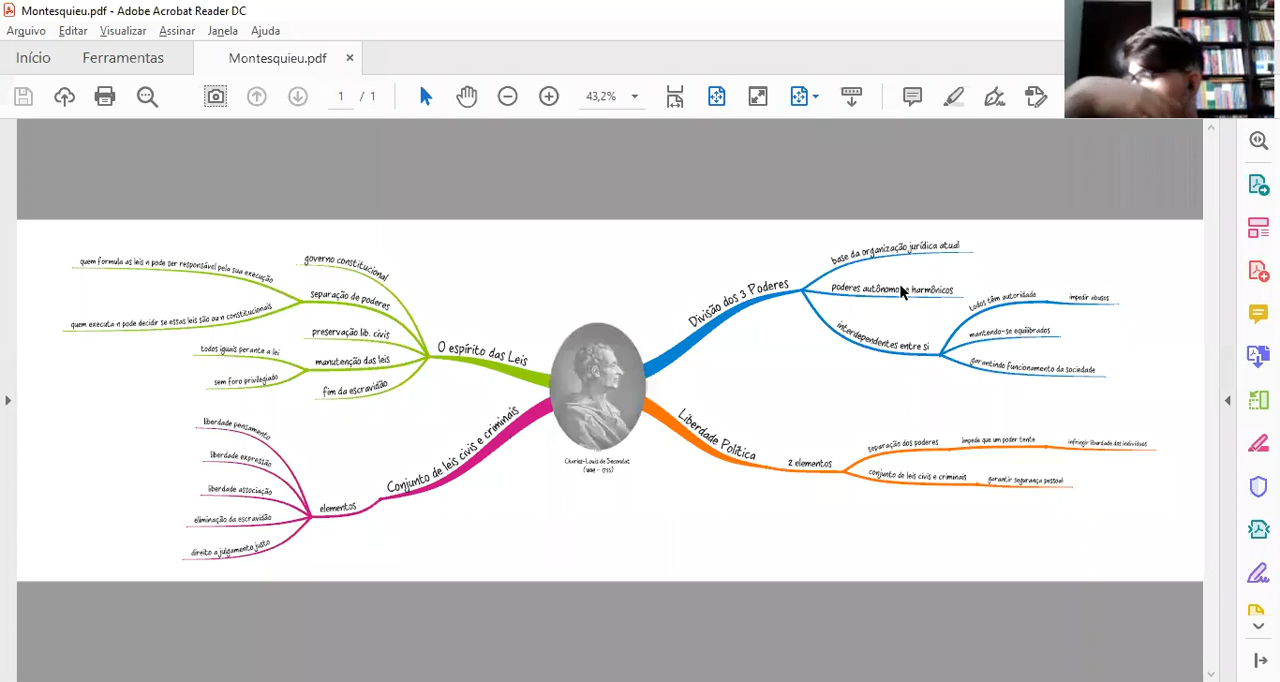 Montesquieu.pdf - Adobe Acrobat Reader DC
Arquivo Editar Visualizar Assinar Janela Ajuda
Início Ferramentas Montesquieu.pdf ×
1 / 1 43,2%
quem formula as leis n pode ser responsável pela sua execução
quem executa n pode decidir se essas leis são ou n constitucionais
governo constitucional
separação de poderes
preservação lib. civis
todos iguais perante a lei
manutenção das leis
sem foro privilegiado
fim da escravidão
O espírito das Leis
Divisão dos 3 Poderes
base da organização jurídica atual
poderes autônomos e harmônicos
interdependentes entre si
todos têm autoridade
impedir abusos
mantendo-se equilibrados
garantindo funcionamento da sociedade
liberdade pensamento
liberdade expressão
liberdade associação
eliminação da escravidão
direito a julgamento justo
elementos
Conjunto de leis civis e criminais
Charles-Louis de Secondat
Liberdade Política
2 elementos
separação dos poderes
impede que um poder tente
infringir liberdade dos indivíduos
conjunto de leis civis e criminais
garantir segurança pessoal